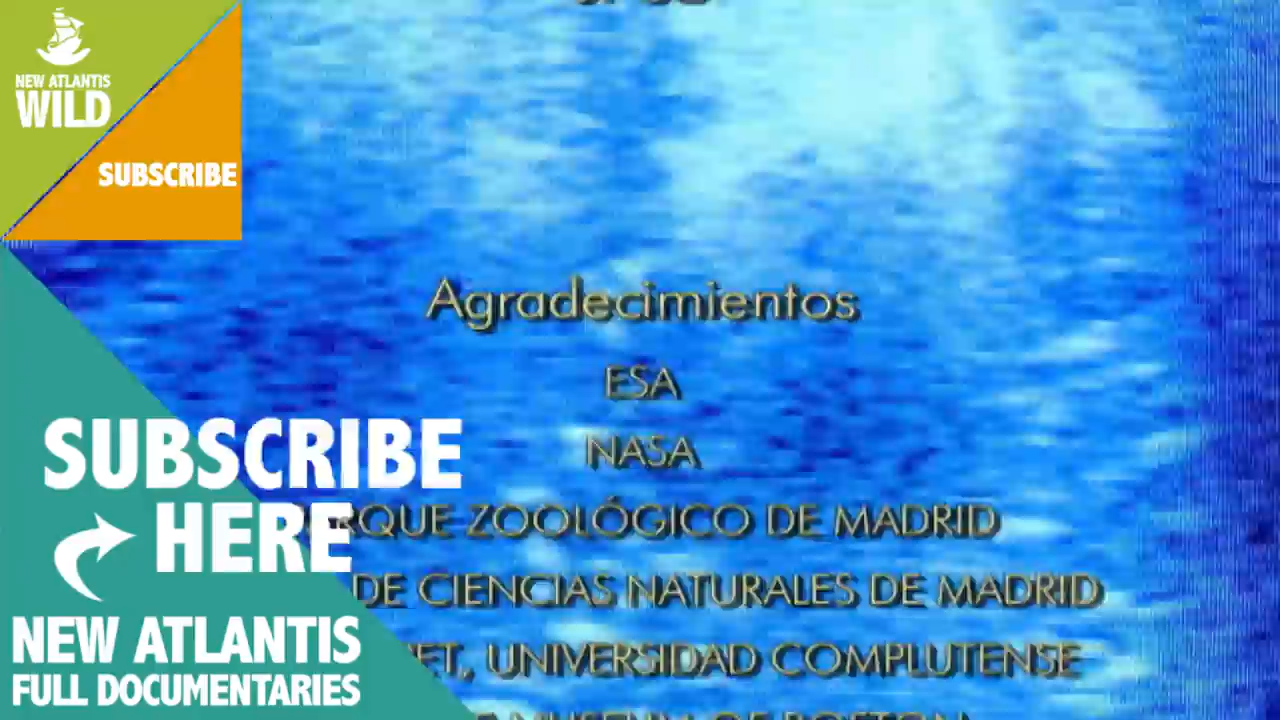 NEW ATLANTIS
WILD
SUBSCRIBE
Agradecimientos
ESA
NASA
ZOOLÓGICO DE MADRID
DE CIENCIAS NATURALES DE MADRID
UNIVERSIDAD COMPLUTENSE
SUBSCRIBE
HERE
NEW ATLANTIS
FULL DOCUMENTARIES